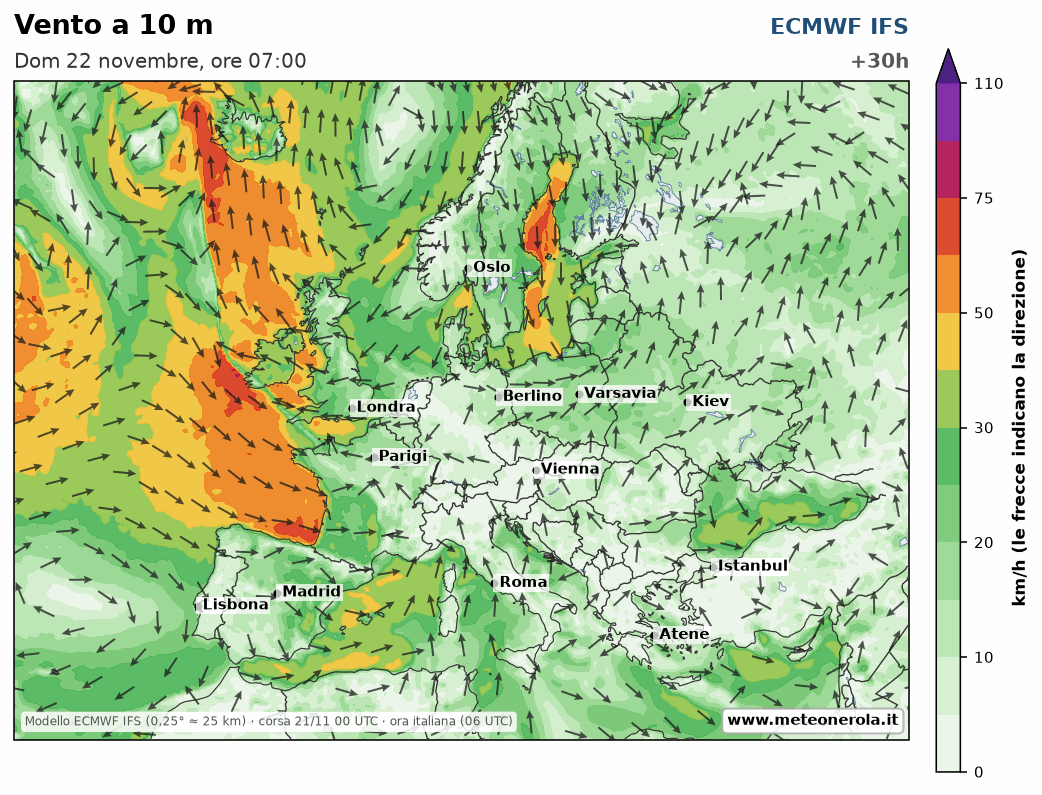 Vento a 10 m
ECMWF IFS
Dom 22 novembre, ore 07:00
+30h
110
75
50
30
20
10
0
km/h (le frecce indicano la direzione)
Oslo
Londra
Berlino
Varsavia
Kiev
Parigi
Vienna
Istanbul
Roma
Madrid
Lisbona
Atene
Modello ECMWF IFS (0,25° ≈ 25 km) · corsa 21/11 00 UTC · ora italiana (06 UTC)
www.meteonerola.it